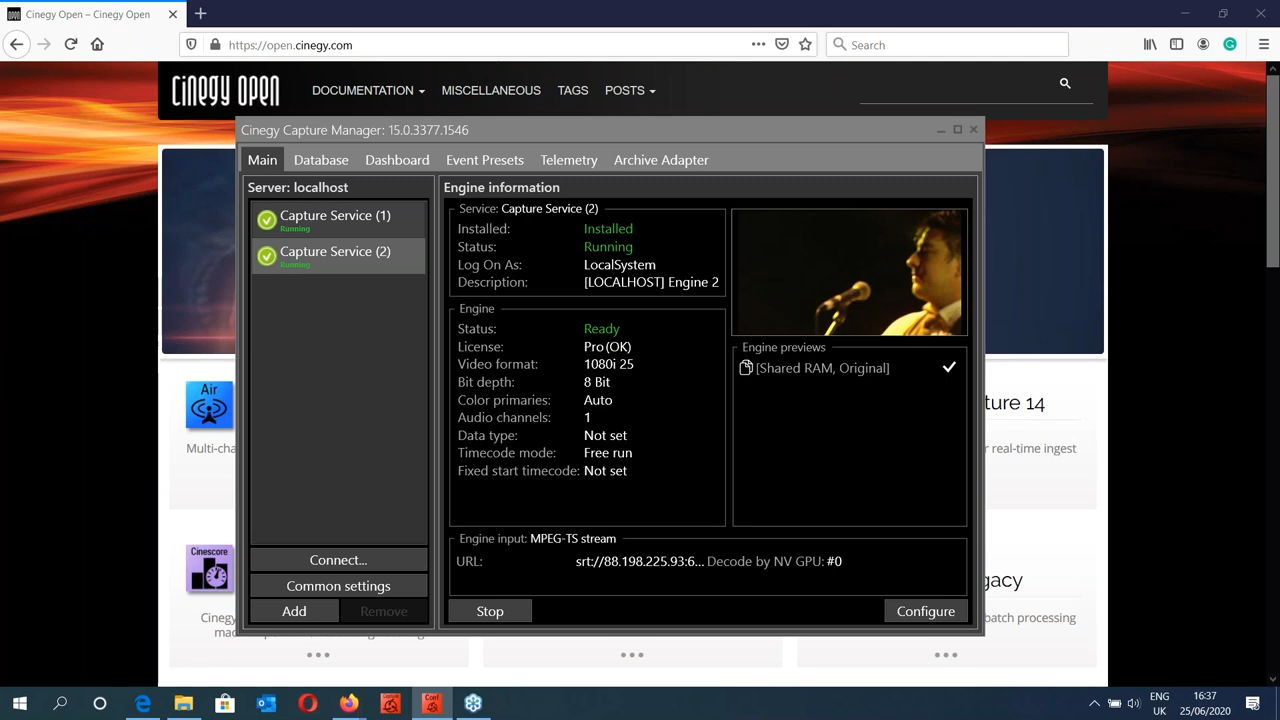 Cinegy Open – Cinegy Open
https://open.cinegy.com
Search
cinegy open
DOCUMENTATION
MISCELLANEOUS
TAGS
POSTS
Cinegy Capture Manager: 15.0.3377.1546
Main
Database
Dashboard
Event Presets
Telemetry
Archive Adapter
Server: localhost
Capture Service (1)
Running
Capture Service (2)
Running
Connect...
Common settings
Add
Remove
Engine information
Service: Capture Service (2)
Installed: Installed
Status: Running
Log On As: LocalSystem
Description: [LOCALHOST] Engine 2
Engine
Status: Ready
License: Pro (OK)
Video format: 1080i 25
Bit depth: 8 Bit
Color primaries: Auto
Audio channels: 1
Data type: Not set
Timecode mode: Free run
Fixed start timecode: Not set
Engine previews
[Shared RAM, Original]
Engine input: MPEG-TS stream
URL: srt://88.198.225.93:6... Decode by NV GPU: #0
Stop
Configure
Air
Multi-cha
ture 14
r real-time ingest
Cinescore
Cinegy
mad
gacy
batch processing
Conf
ENG
UK
16:37
25/06/2020